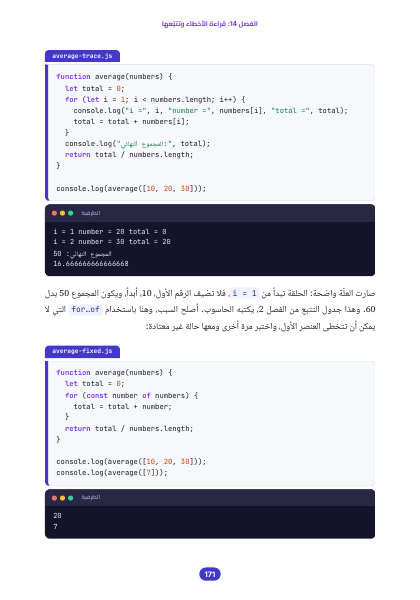 الفصل 14: قراءة الأخطاء وتتبّعها
average-trace.js
function average(numbers) {
  let total = 0;
  for (let i = 1; i < numbers.length; i++) {
    console.log("i =", i, "number =", numbers[i], "total =", total);
    total = total + numbers[i];
  }
  console.log("المجموع النهائي:", total);
  return total / numbers.length;
}
console.log(average([10, 20, 30]));
الطرفية
i = 1 number = 20 total = 0
i = 2 number = 30 total = 20
المجموع النهائي: 50
16.666666666666668
صارت العلّة واضحة: الحلقة تبدأ من i = 1، فلا تضيف الرقم الأول، 10، أبداً، ويكون المجموع 50 بدل
60. وهذا جدول التتبع من الفصل 2، يكتبه الحاسوب. أصلح السبب، وهنا باستخدام for…of التي لا
يمكن أن تتخطى العنصر الأول، واختبر مرة أخرى ومعها حالة غير معتادة:
average-fixed.js
function average(numbers) {
  let total = 0;
  for (const number of numbers) {
    total = total + number;
  }
  return total / numbers.length;
}
console.log(average([10, 20, 30]));
console.log(average([7]));
الطرفية
20
7
171